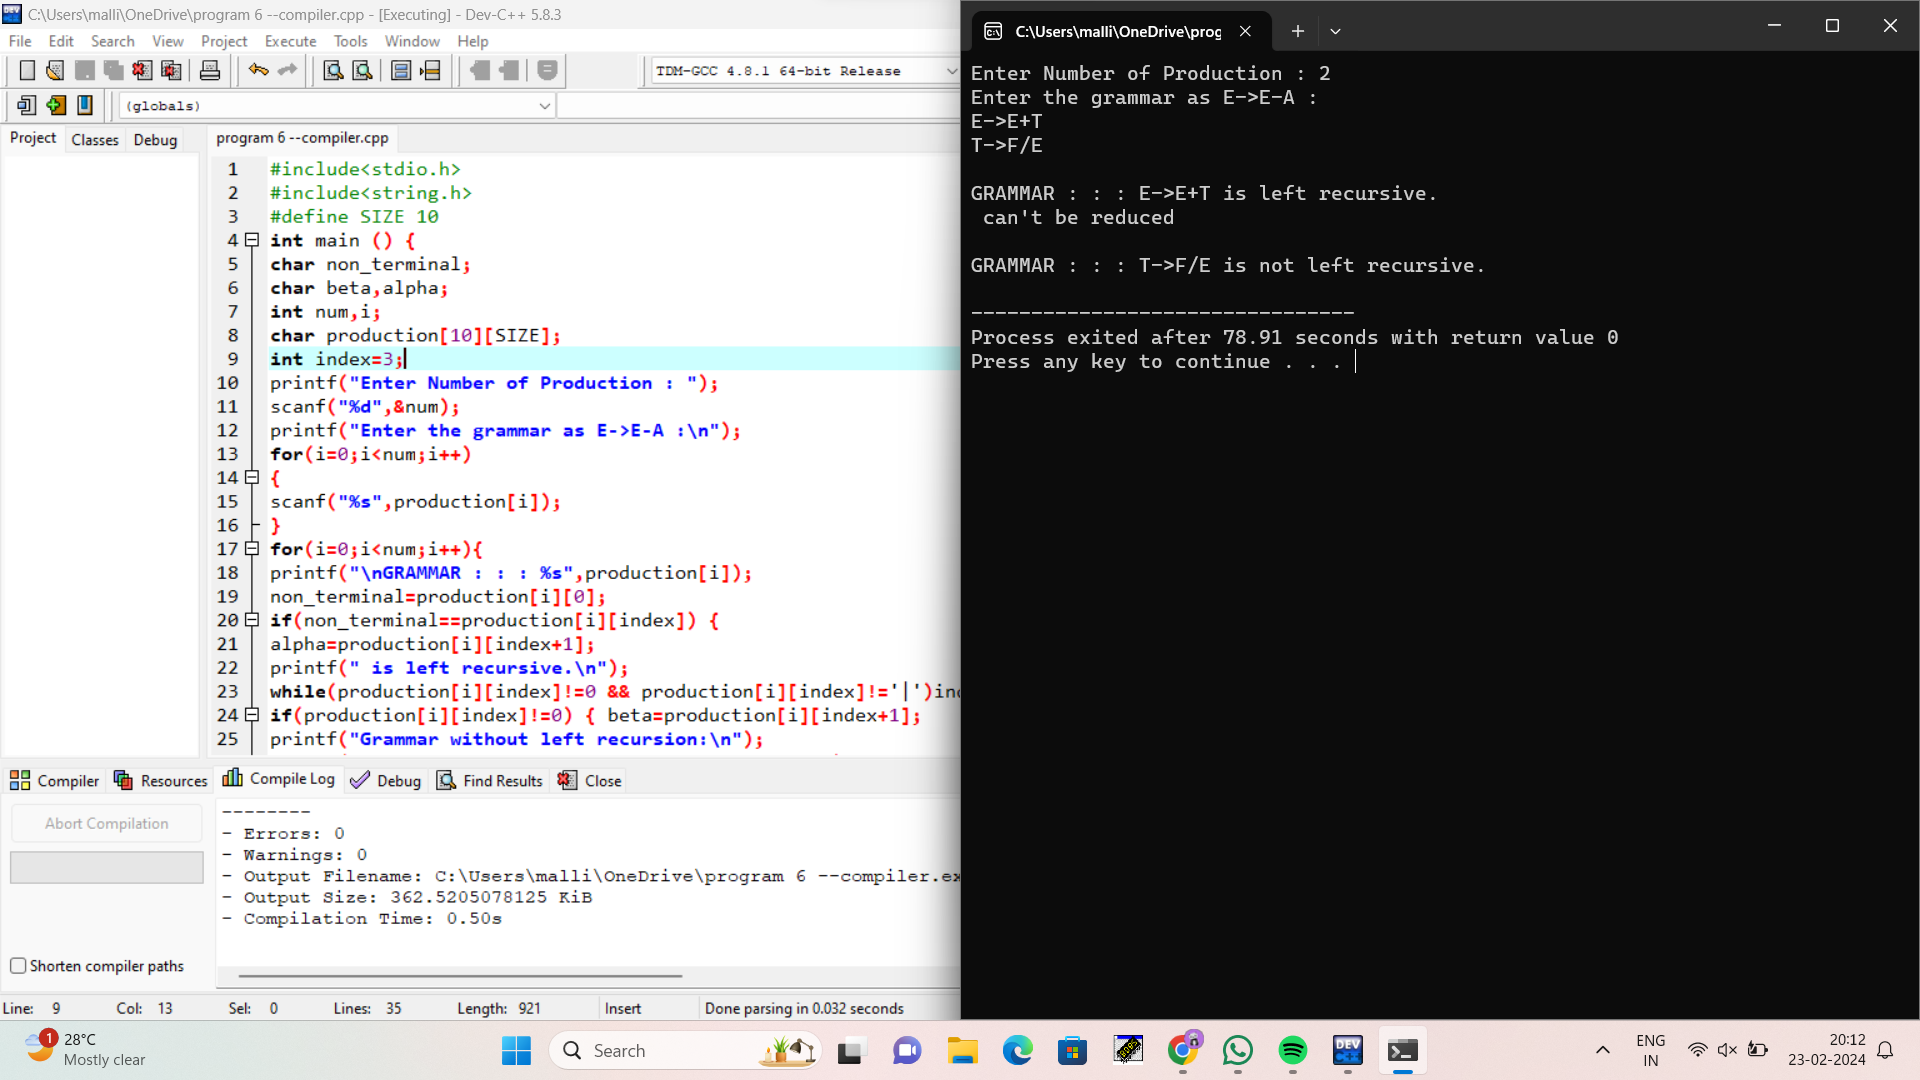 C:\Users\malli\OneDrive\program 6 --compiler.cpp - [Executing] - Dev-C++ 5.8.3
File Edit Search View Project Execute Tools Window Help
TDM-GCC 4.8.1 64-bit Release
(globals)
Project Classes Debug
program 6 --compiler.cpp
1 #include<stdio.h>
2 #include<string.h>
3 #define SIZE 10
4 int main () {
5 char non_terminal;
6 char beta,alpha;
7 int num,i;
8 char production[10][SIZE];
9 int index=3;
10 printf("Enter Number of Production : ");
11 scanf("%d",&num);
12 printf("Enter the grammar as E->E-A :\n");
13 for(i=0;i<num;i++)
14 {
15 scanf("%s",production[i]);
16 }
17 for(i=0;i<num;i++){
18 printf("\nGRAMMAR : : : %s",production[i]);
19 non_terminal=production[i][0];
20 if(non_terminal==production[i][index]) {
21 alpha=production[i][index+1];
22 printf(" is left recursive.\n");
23 while(production[i][index]!=0 && production[i][index]!='|')in
24 if(production[i][index]!=0) { beta=production[i][index+1];
25 printf("Grammar without left recursion:\n");
Compiler Resources Compile Log Debug Find Results Close
Abort Compilation
Shorten compiler paths
--------
- Errors: 0
- Warnings: 0
- Output Filename: C:\Users\malli\OneDrive\program 6 --compiler.ex
- Output Size: 362.5205078125 KiB
- Compilation Time: 0.50s
Line: 9 Col: 13 Sel: 0 Lines: 35 Length: 921 Insert Done parsing in 0.032 seconds
C:\Users\malli\OneDrive\prog
Enter Number of Production : 2
Enter the grammar as E->E-A :
E->E+T
T->F/E
GRAMMAR : : : E->E+T is left recursive.
can't be reduced
GRAMMAR : : : T->F/E is not left recursive.
--------------------------------
Process exited after 78.91 seconds with return value 0
Press any key to continue . . .
1
28°C
Mostly clear
Search
DEV
C++
ENG
IN
20:12
23-02-2024